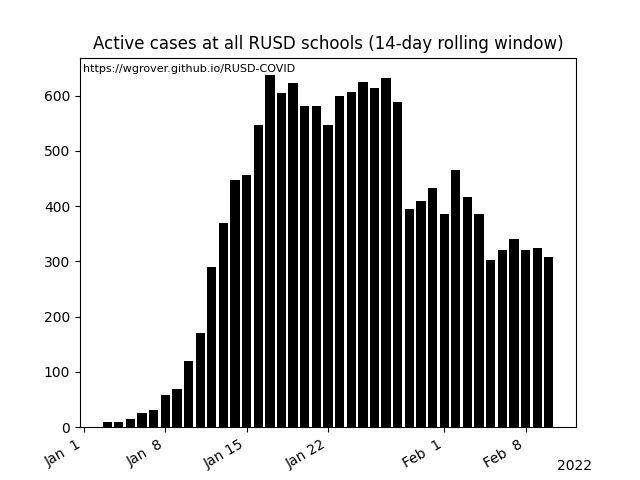 Active cases at all RUSD schools (14-day rolling window)
https://wgrover.github.io/RUSD-COVID
600
500
400
300
200
100
0
Jan 1
Jan 8
Jan 15
Jan 22
Feb 1
Feb 8
2022